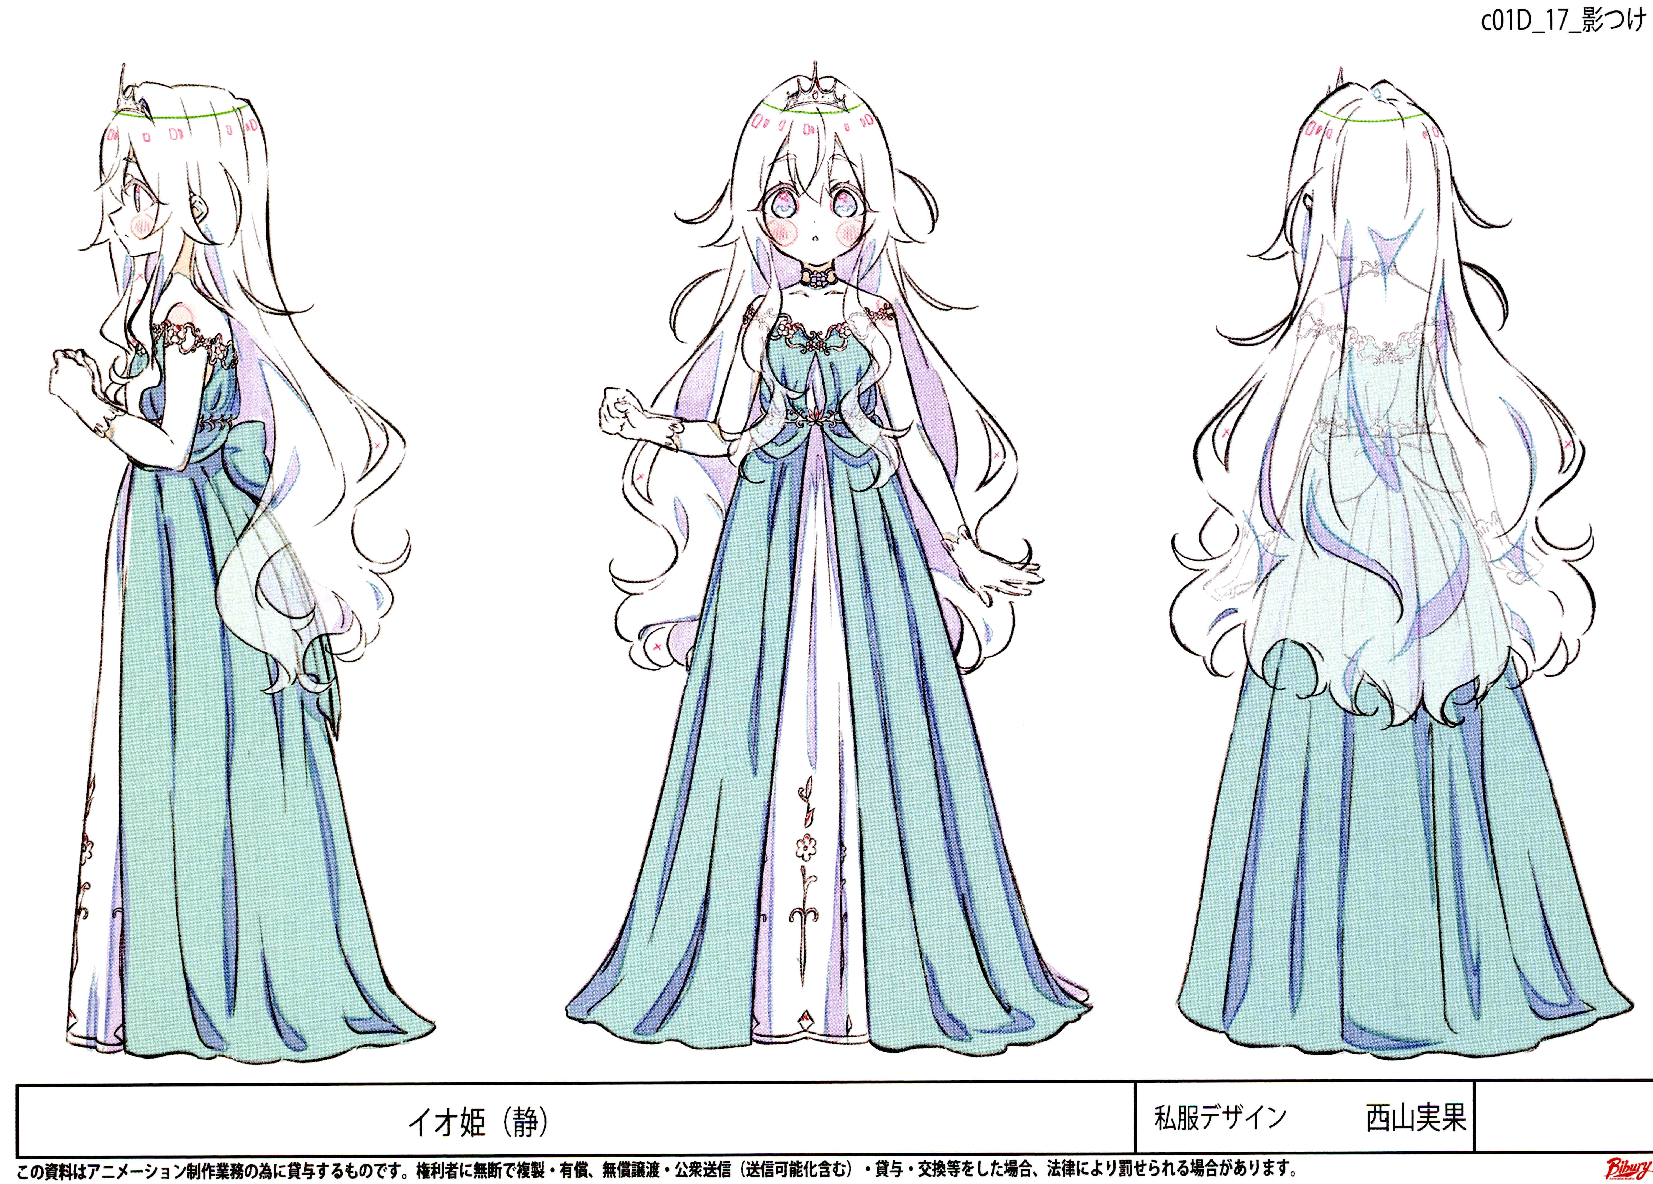 c01D_17_影つけ
イオ姫（静）
私服デザイン
西山実果
この資料はアニメーション制作業務の為に貸与するものです。権利者に無断で複製・有償、無償譲渡・公衆送信（送信可能化含む）・貸与・交換等をした場合、法律により罰せられる場合があります。
Bibury